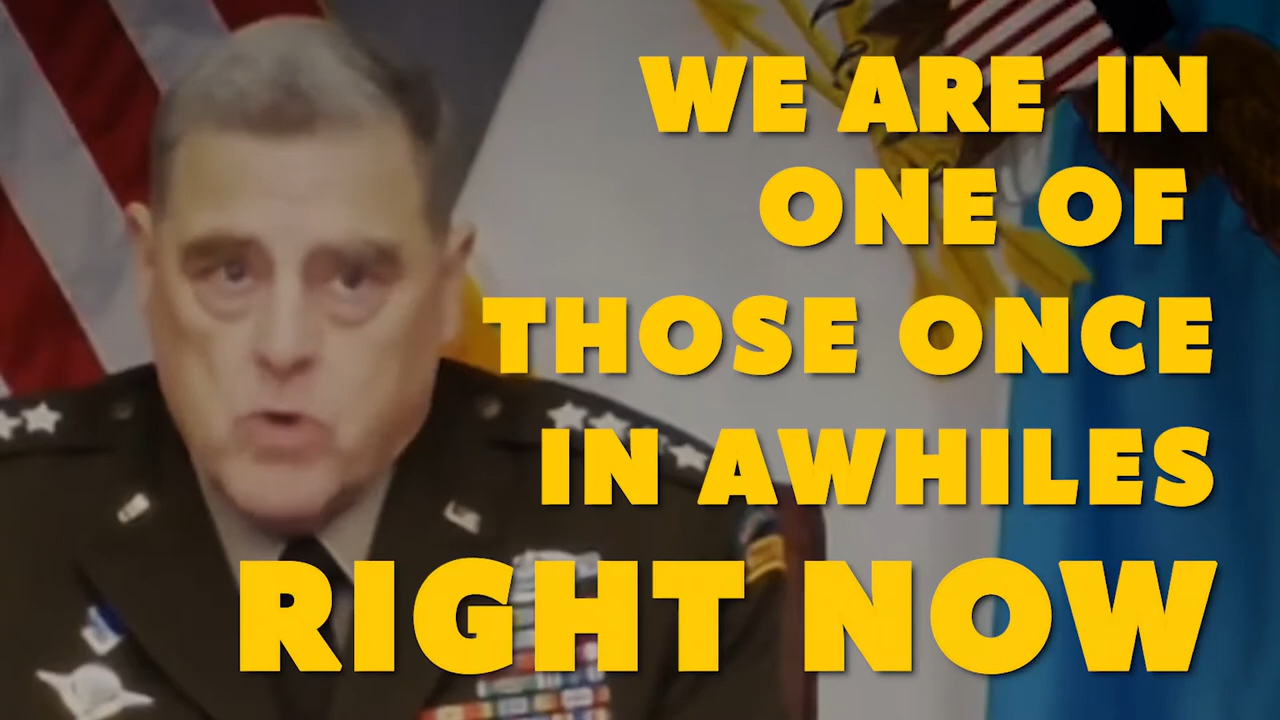 WE ARE IN
ONE OF
THOSE ONCE
IN AWHILES
RIGHT NOW